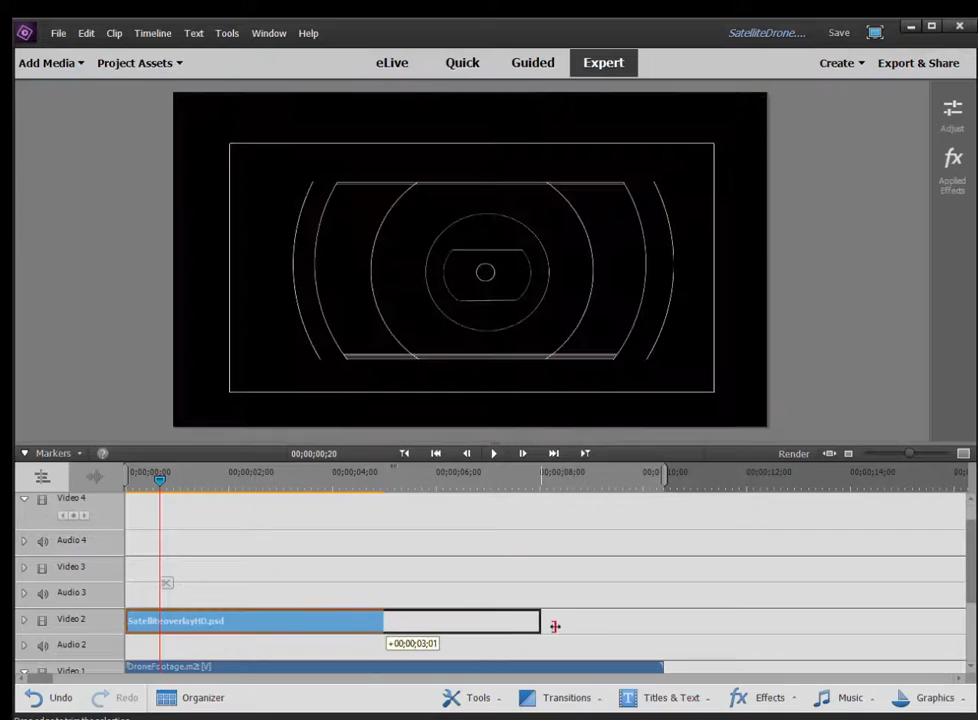 File Edit Clip Timeline Text Tools Window Help SatelliteDrone.... Save
Add Media Project Assets eLive Quick Guided Expert Create Export & Share
Adjust
fx
Applied
Effects
Markers 00;00;00;20 Render
00;00;00;00 00;00;02;00 00;00;04;00 00;00;06;00 00;00;08;00 00;0 10;00 00;00;12;00 00;00;14;00
Video 4
Audio 4
Video 3
Audio 3
Video 2 SatelliteoverlayHD.psd
Audio 2 +00;00;03;01
Video 1 DroneFootage.m2t [V]
Undo Redo Organizer Tools Transitions T Titles & Text fx Effects Music Graphics